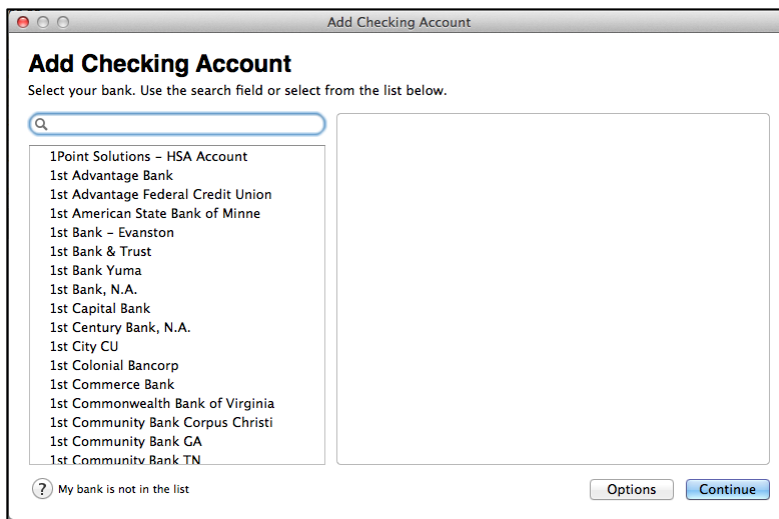 Add Checking Account
Add Checking Account
Select your bank. Use the search field or select from the list below.
1Point Solutions – HSA Account
1st Advantage Bank
1st Advantage Federal Credit Union
1st American State Bank of Minne
1st Bank – Evanston
1st Bank & Trust
1st Bank Yuma
1st Bank, N.A.
1st Capital Bank
1st Century Bank, N.A.
1st City CU
1st Colonial Bancorp
1st Commerce Bank
1st Commonwealth Bank of Virginia
1st Community Bank Corpus Christi
1st Community Bank GA
1st Community Bank TN
? My bank is not in the list
Options
Continue